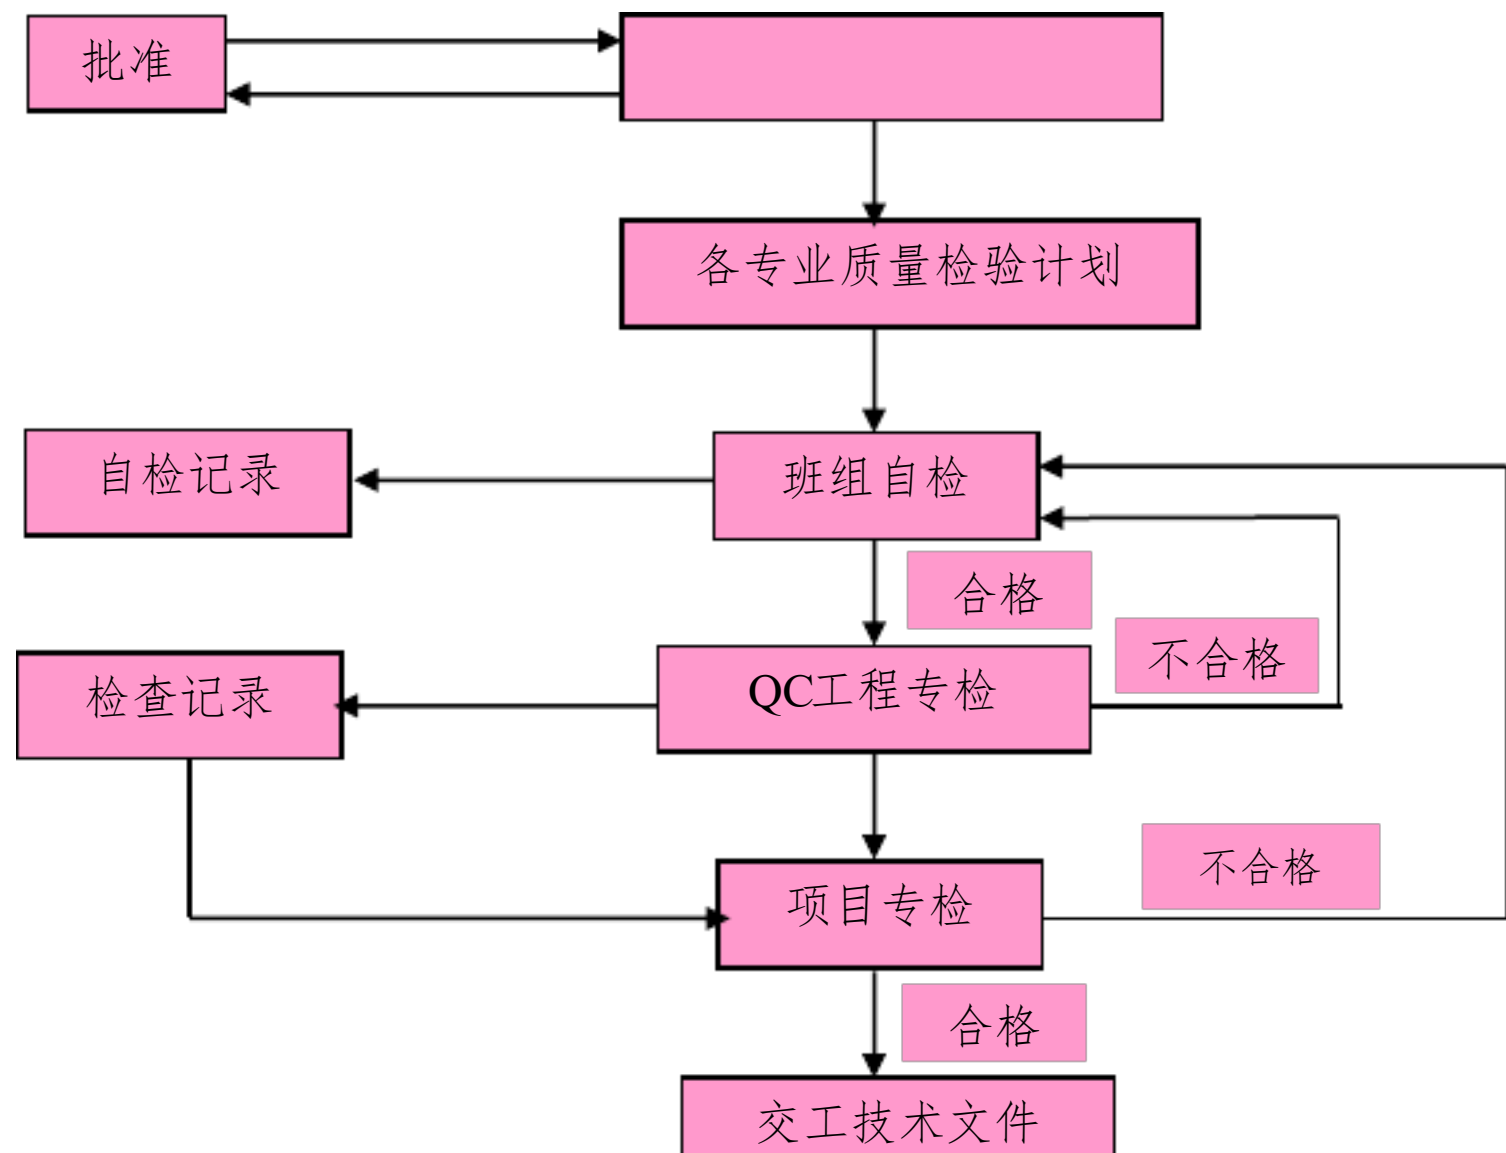 批准
各专业质量检验计划
自检记录
班组自检
合格
不合格
检查记录
QC工程专检
不合格
项目专检
合格
交工技术文件